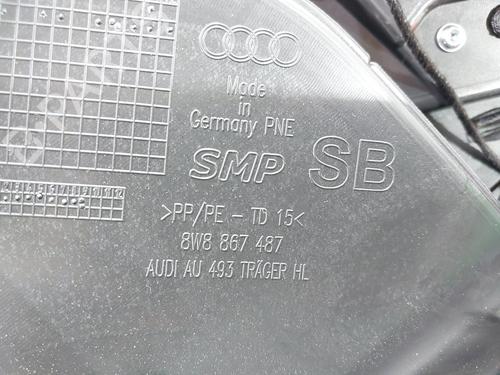 Made
in
Germany PNE
SMP SB
>PP/PE - TD 15<
8W8 867 487
AUDI AU 493 TRÄGER HL